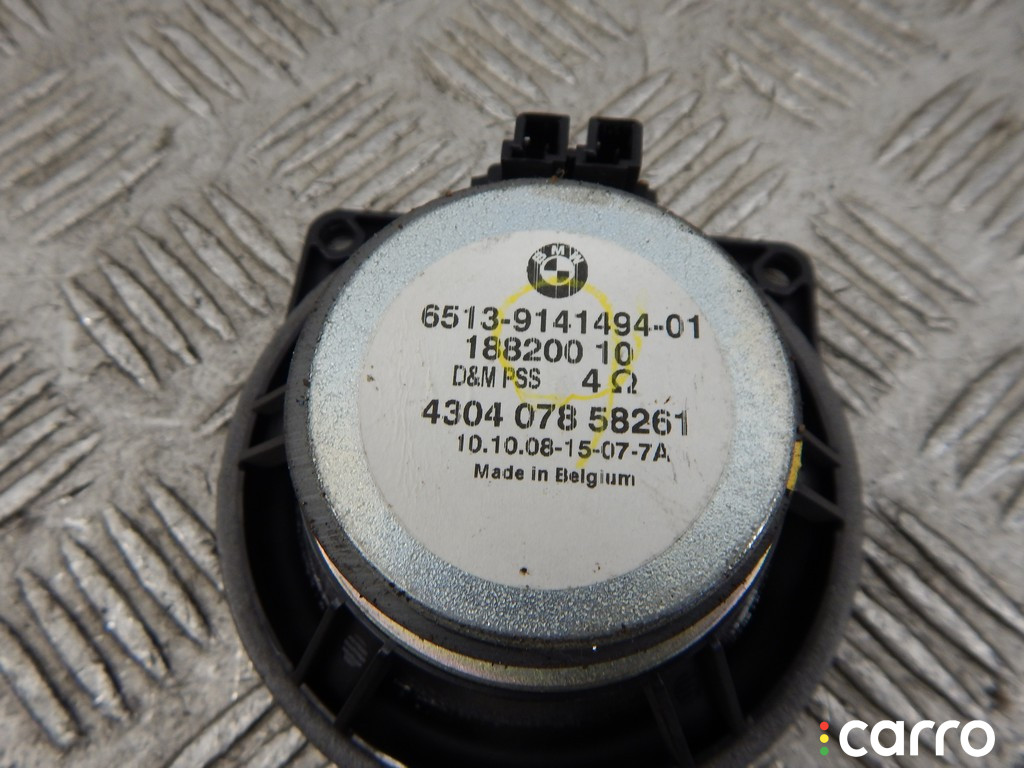 BMW
6513-9141494-01
188200 10
D&M PSS 4 Ω
4304 078 58261
10.10.08-15-07-7A
Made in Belgium
carro